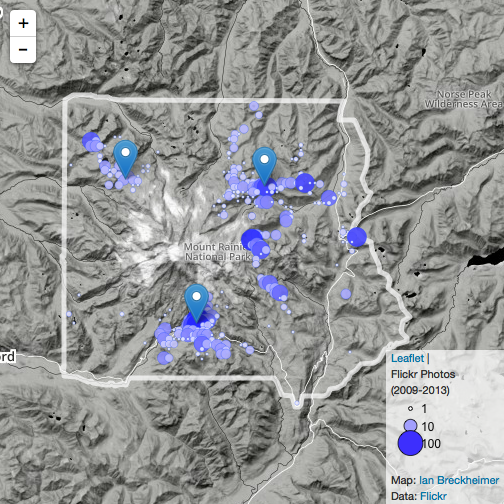 +
−
Norse Peak
Wilderness Area
Mount Rainier
National Park
ord
Leaflet |
Flickr Photos
(2009-2013)
1
10
100
Map: Ian Breckheimer
Data: Flickr